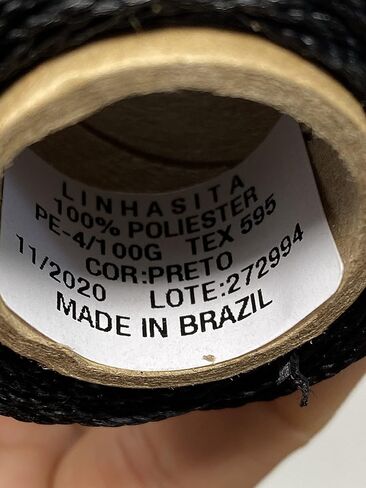 LINHASITA
100% POLIESTER
PE-4/100G TEX 595
COR:PRETO
11/2020 LOTE:272994
MADE IN BRAZIL